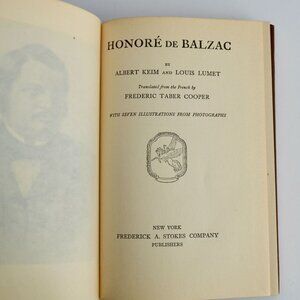 HONORÉ DE BALZAC
BY
ALBERT KEIM AND LOUIS LUMET
Translated from the French by
FREDERIC TABER COOPER
WITH SEVEN ILLUSTRATIONS FROM PHOTOGRAPHS
NEW YORK
FREDERICK A. STOKES COMPANY
PUBLISHERS